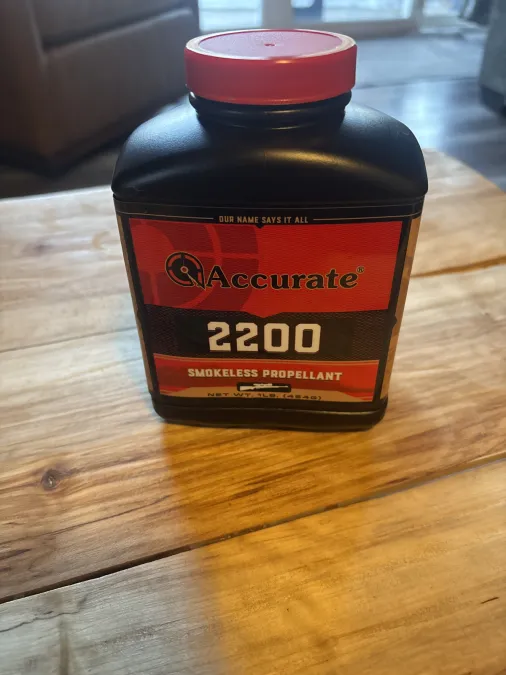 OUR NAME SAYS IT ALL
Accurate®
2200
SMOKELESS PROPELLANT
NET WT. 1LB. (454G)